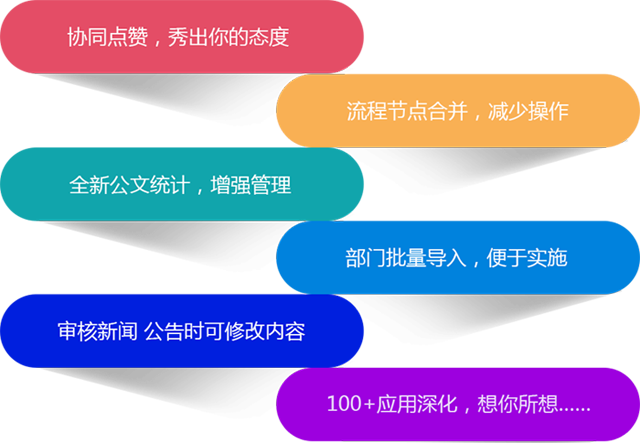 协同点赞，秀出你的态度
流程节点合并，减少操作
全新公文统计，增强管理
部门批量导入，便于实施
审核新闻 公告时可修改内容
100+应用深化，想你所想……